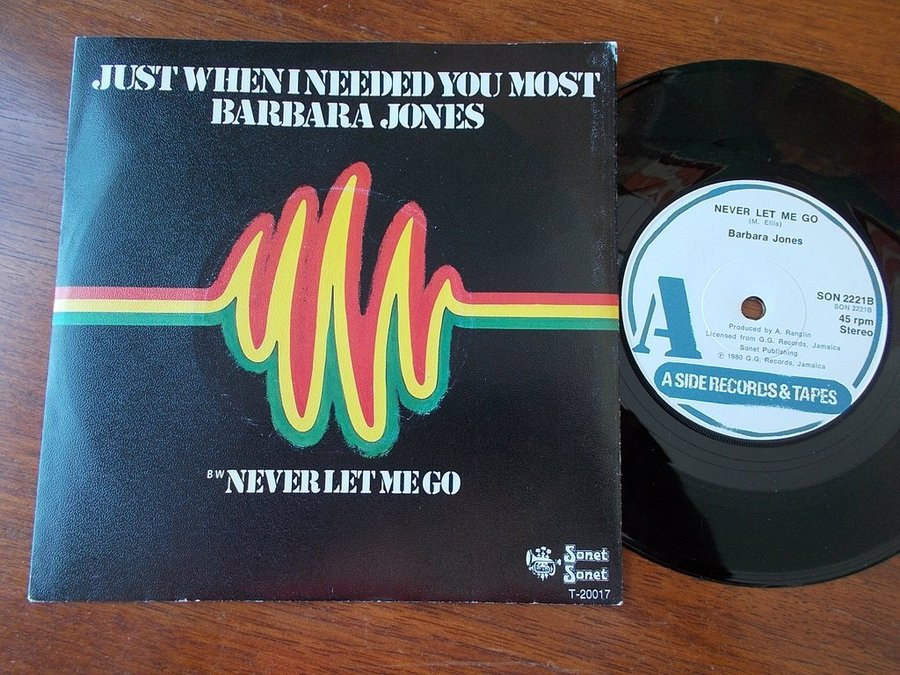 JUST WHEN I NEEDED YOU MOST
BARBARA JONES
BW NEVER LET ME GO
Sonet
Sonet
T-20017
NEVER LET ME GO
(M. Ellis)
Barbara Jones
SON 2221B
SON 2221B
45 rpm
Stereo
Produced by A. Ranglin
Licensed from G.G. Records, Jamaica
Sonet Publishing
℗ 1980 G.G. Records, Jamaica
A
A SIDE RECORDS & TAPES